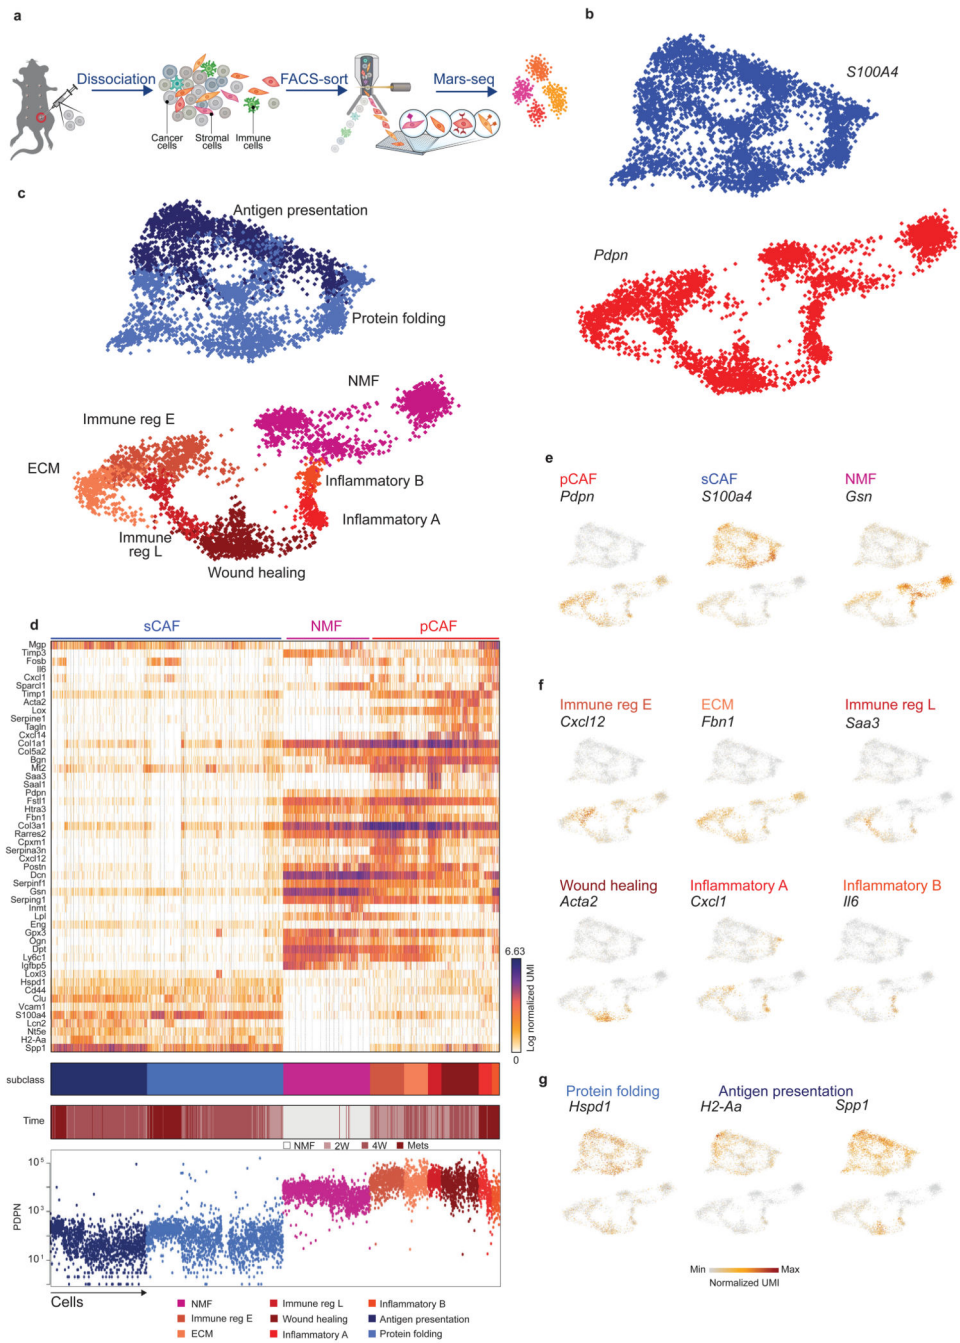 a
Dissociation
FACS-sort
Mars-seq
Cancer cells
Stromal cells
Immune cells
b
S100A4
Pdpn
c
Antigen presentation
Protein folding
NMF
Immune reg E
ECM
Inflammatory B
Inflammatory A
Immune reg L
Wound healing
d
sCAF NMF pCAF
Mgp
Timp3
Fosb
Il6
Cxcl1
Sparcl1
Timp1
Acta2
Lox
Serpine1
Tagln
Cxcl14
Col1a1
Col5a2
Bgn
Mt2
Saa3
Saal1
Pdpn
Fstl1
Htra3
Fbn1
Col3a1
Rarres2
Cpxm1
Serpina3n
Cxcl12
Postn
Dcn
Serpinf1
Gsn
Serping1
Inmt
Lpl
Eng
Gpx3
Ogn
Dpt
Ly6c1
Igfbp5
Loxl3
Hspd1
Cd44
Clu
Vcam1
S100a4
Lcn2
Nt5e
H2-Aa
Spp1
6.63
Log normalized UMI
0
subclass
Time
NMF 2W 4W Mets
PDPN
10⁵
10³
10¹
Cells
NMF
Immune reg E
ECM
Immune reg L
Wound healing
Inflammatory A
Inflammatory B
Antigen presentation
Protein folding
e
pCAF
Pdpn
sCAF
S100a4
NMF
Gsn
f
Immune reg E
Cxcl12
ECM
Fbn1
Immune reg L
Saa3
Wound healing
Acta2
Inflammatory A
Cxcl1
Inflammatory B
Il6
g
Protein folding
Hspd1
Antigen presentation
H2-Aa
Spp1
Min Max
Normalized UMI